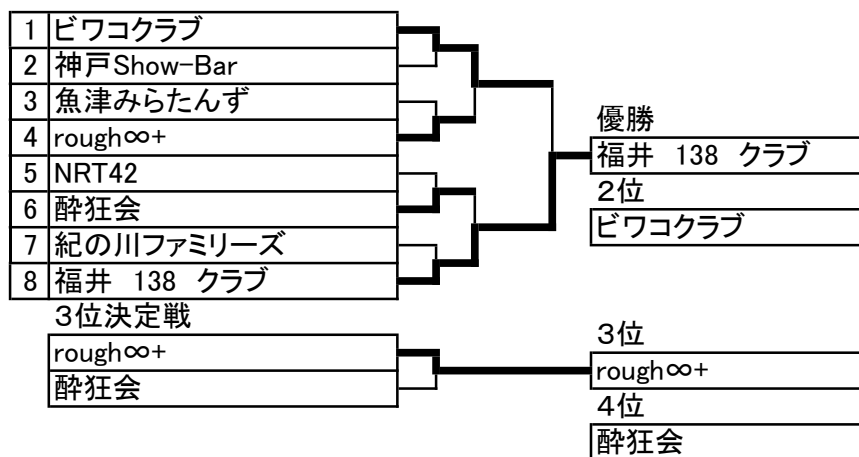 1 ビワコクラブ
2 神戸Show-Bar
3 魚津みらたんず
4 rough∞+
5 NRT42
6 酔狂会
7 紀の川ファミリーズ
8 福井 138 クラブ
優勝
福井 138 クラブ
2位
ビワコクラブ
3位決定戦
rough∞+
酔狂会
3位
rough∞+
4位
酔狂会